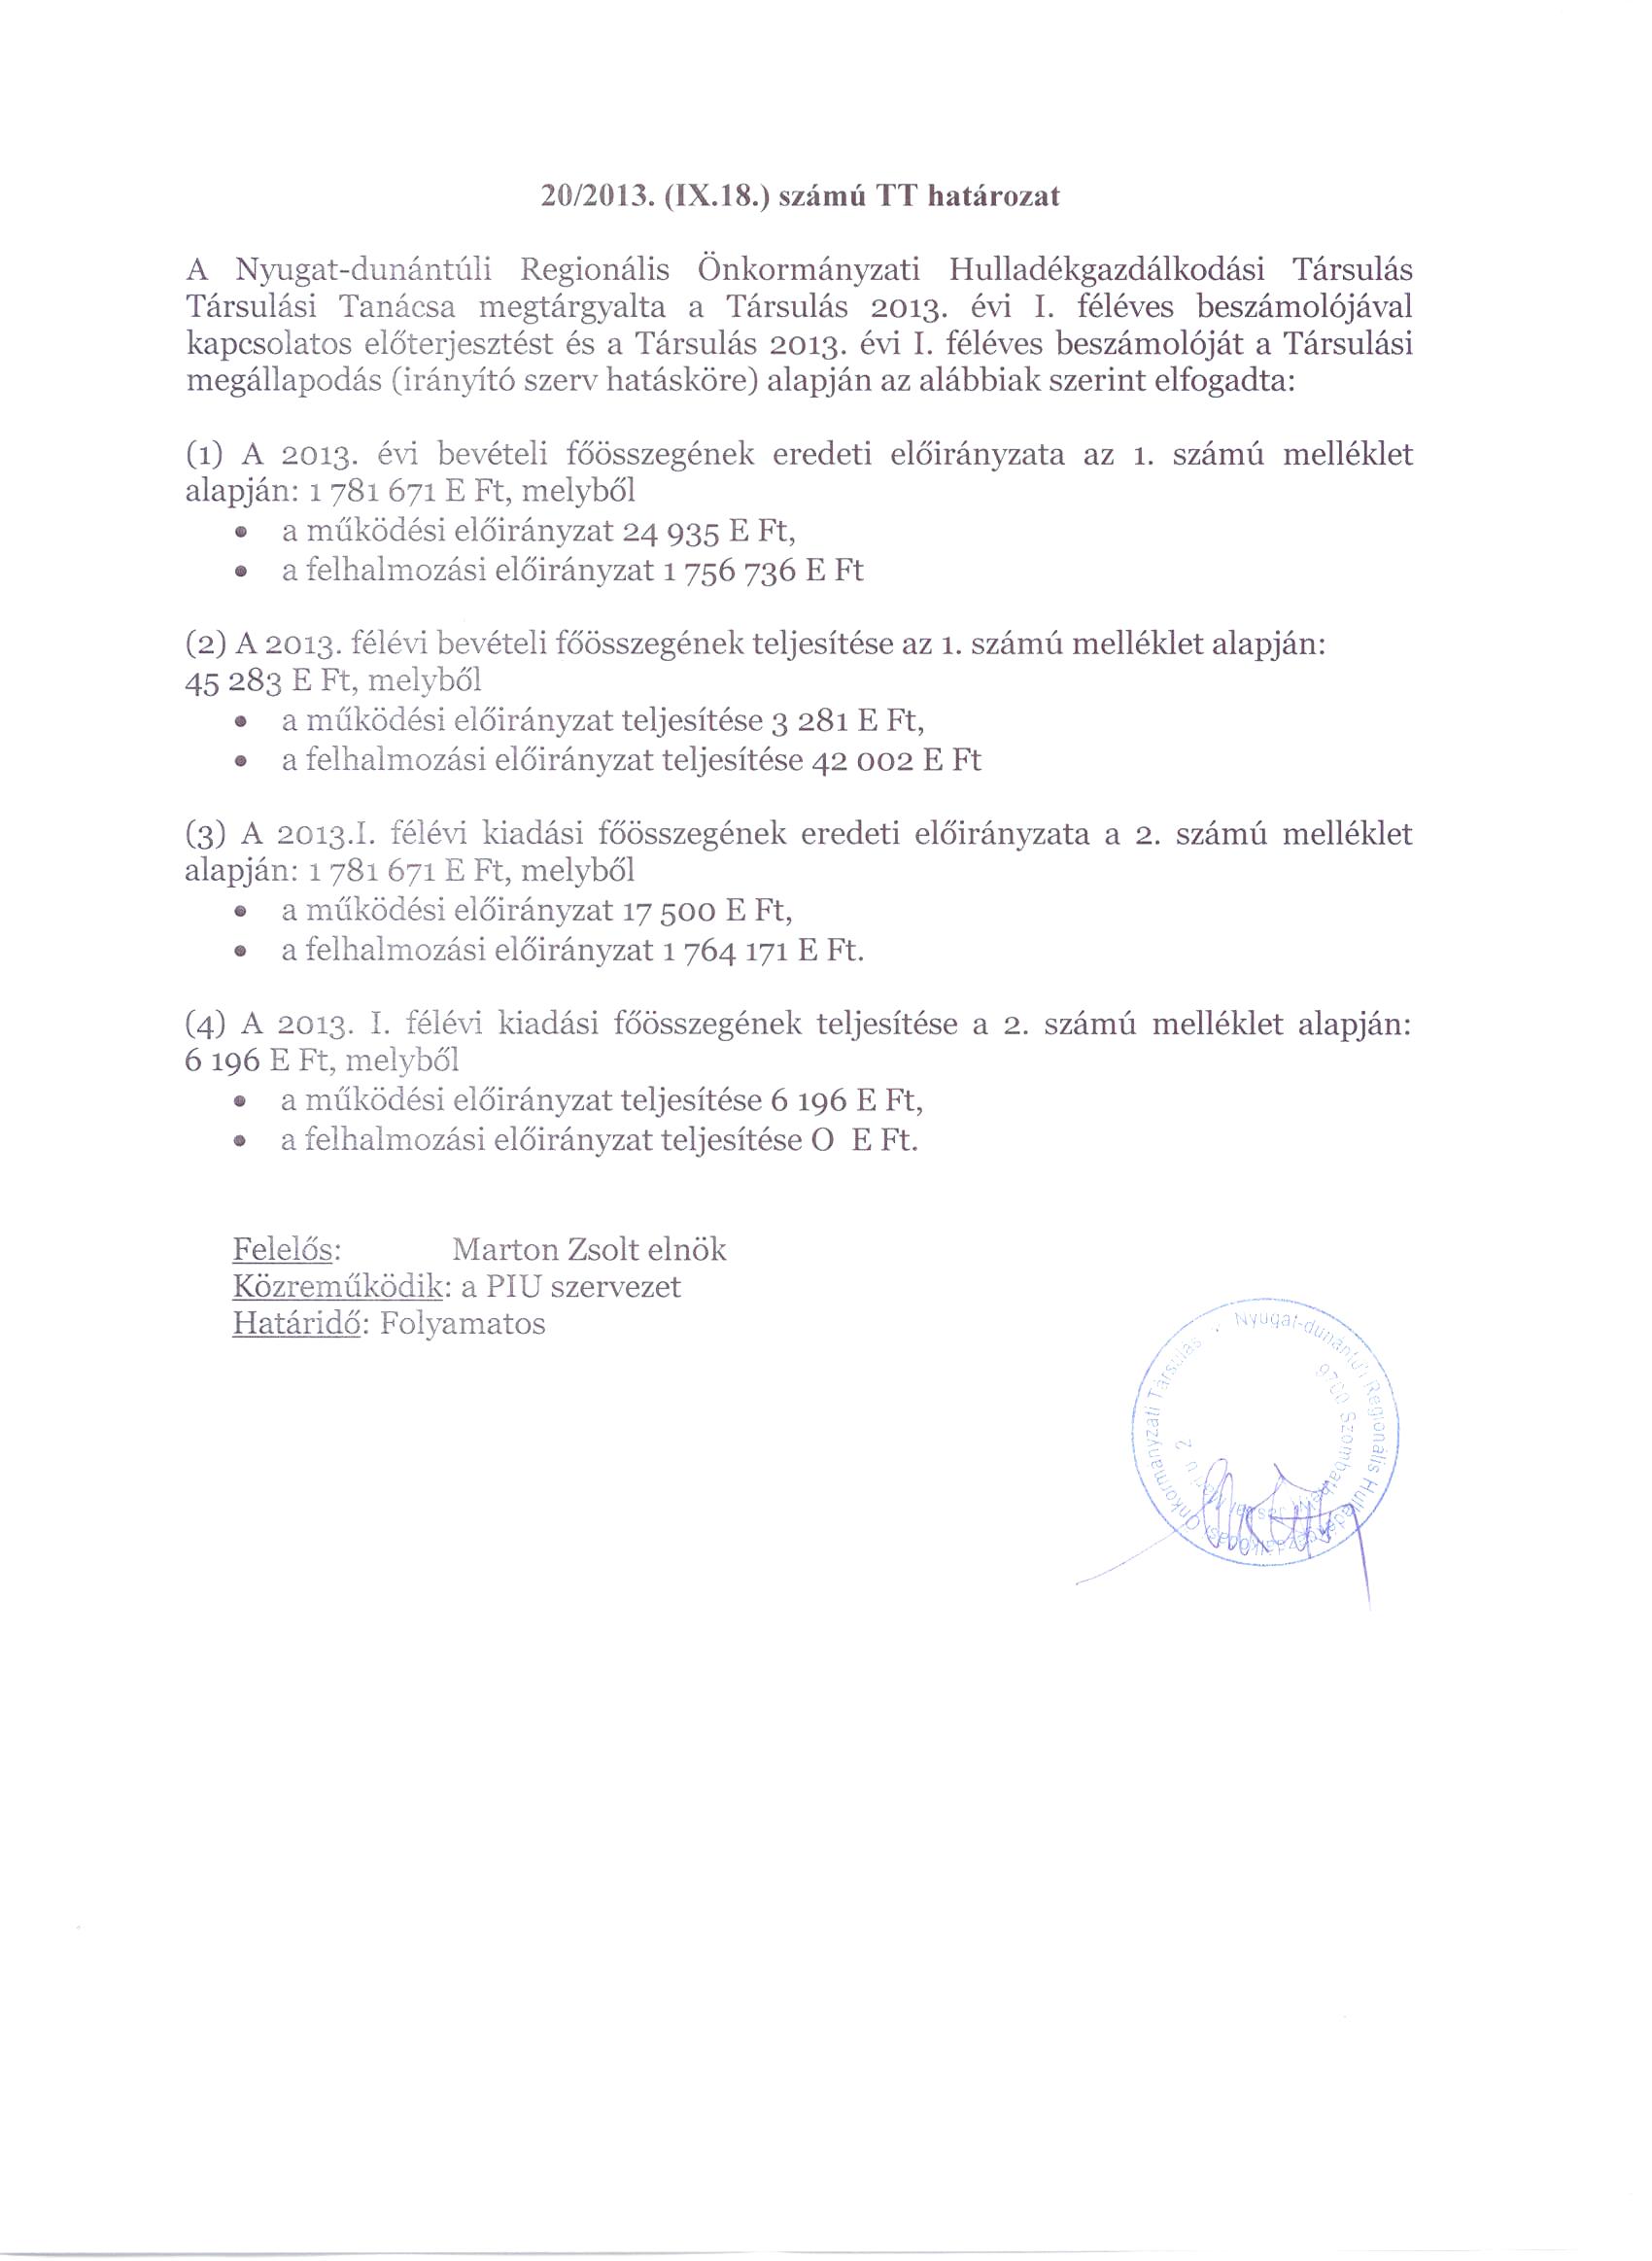 20/2013. (IX.18.) számú TT határozat
A Nyugat-dunántúli Regionális Önkormányzati Hulladékgazdálkodási Társulás
Társulási Tanácsa megtárgyalta a Társulás 2013. évi I. féléves beszámolójával
kapcsolatos előterjesztést és a Társulás 2013. évi I. féléves beszámolóját a Társulási
megállapodás (irányító szerv hatásköre) alapján az alábbiak szerint elfogadta:
(1) A 2013. évi bevételi főösszegének eredeti előirányzata az 1. számú melléklet
alapján: 1 781 671 E Ft, melyből
• a működési előirányzat 24 935 E Ft,
• a felhalmozási előirányzat 1 756 736 E Ft
(2) A 2013. félévi bevételi főösszegének teljesítése az 1. számú melléklet alapján:
45 283 E Ft, melyből
• a működési előirányzat teljesítése 3 281 E Ft,
• a felhalmozási előirányzat teljesítése 42 002 E Ft
(3) A 2013.I. félévi kiadási főösszegének eredeti előirányzata a 2. számú melléklet
alapján: 1 781 671 E Ft, melyből
• a működési előirányzat 17 500 E Ft,
• a felhalmozási előirányzat 1 764 171 E Ft.
(4) A 2013. I. félévi kiadási főösszegének teljesítése a 2. számú melléklet alapján:
6 196 E Ft, melyből
• a működési előirányzat teljesítése 6 196 E Ft,
• a felhalmozási előirányzat teljesítése O E Ft.
Felelős: Marton Zsolt elnök
Közreműködik: a PIU szervezet
Határidő: Folyamatos
Nyugat-dunántúli Regionális
Önkormányzati Társulás
9700